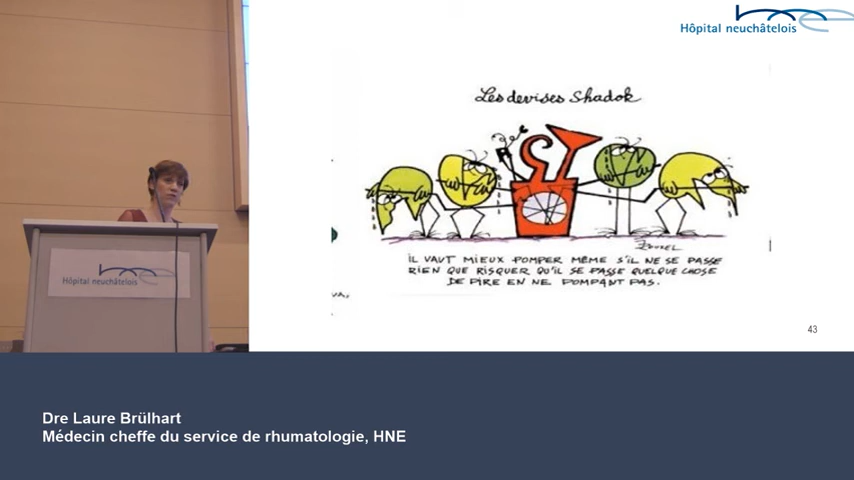 Hôpital neuchâtelois
Les devises Shadok
IL VAUT MIEUX POMPER MÊME S'IL NE SE PASSE
RIEN QUE RISQUER QU'IL SE PASSE QUELQUE CHOSE
DE PIRE EN NE POMPANT PAS.
43
Hôpital neuchâtelois
Dre Laure Brülhart
Médecin cheffe du service de rhumatologie, HNE